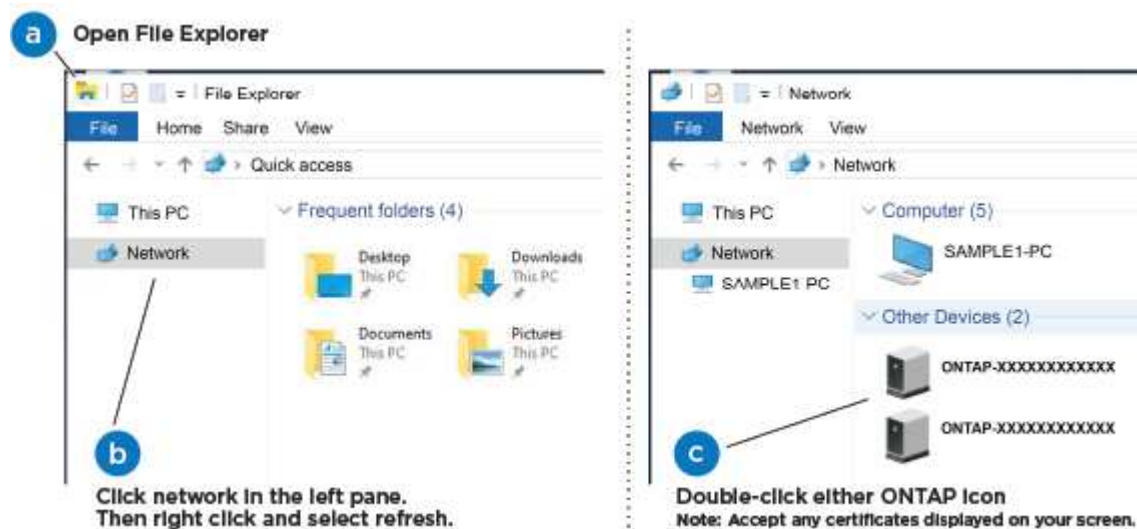 a Open File Explorer
File Explorer
File Home Share View
Quick access
This PC
Network
Frequent folders (4)
Desktop
This PC
Downloads
This PC
Documents
This PC
Pictures
This PC
b
Click network in the left pane.
Then right click and select refresh.
Network
File Network View
Network
This PC
Network
SAMPLE1 PC
Computer (5)
SAMPLE1-PC
Other Devices (2)
ONTAP-XXXXXXXXXXXX
ONTAP-XXXXXXXXXXXX
c
Double-click either ONTAP icon
Note: Accept any certificates displayed on your screen.